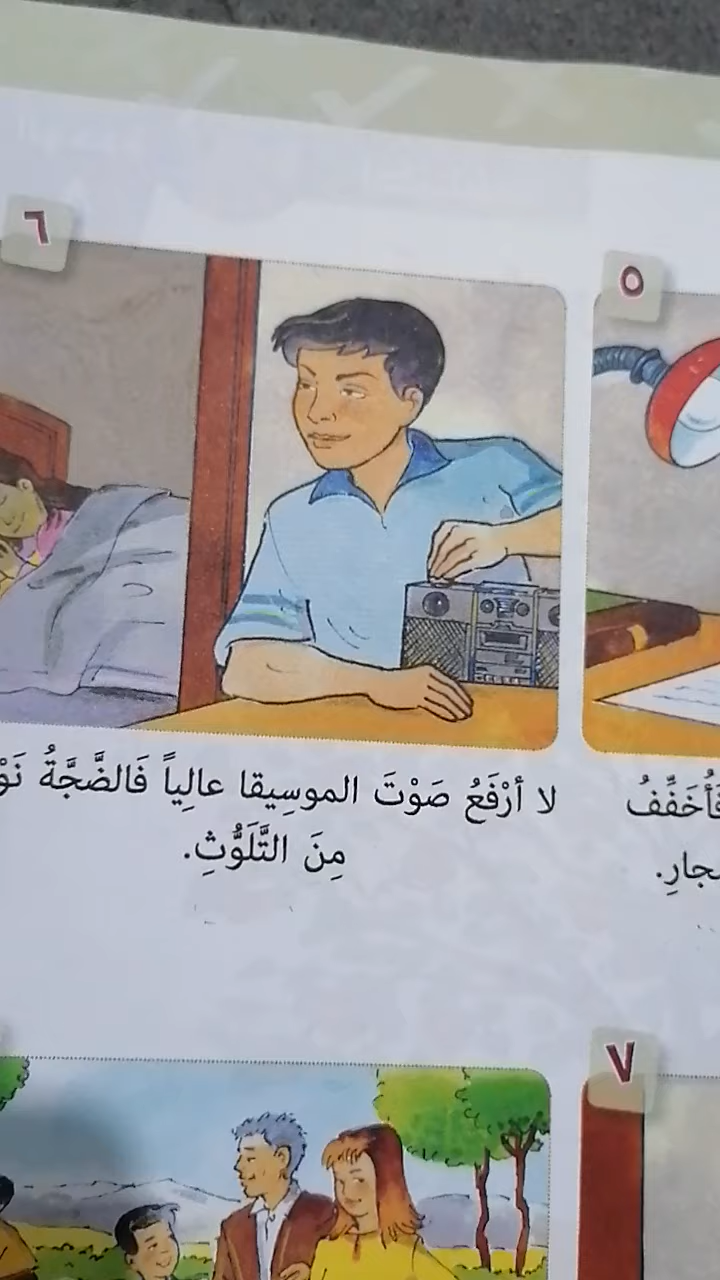 ٥
فَأُخَفِّفُ
٦
لا أرْفَعُ صَوْتَ الموسِيقا عالِياً فَالضَّجَّةُ
مِنَ التَّلَوُّثِ.
٧